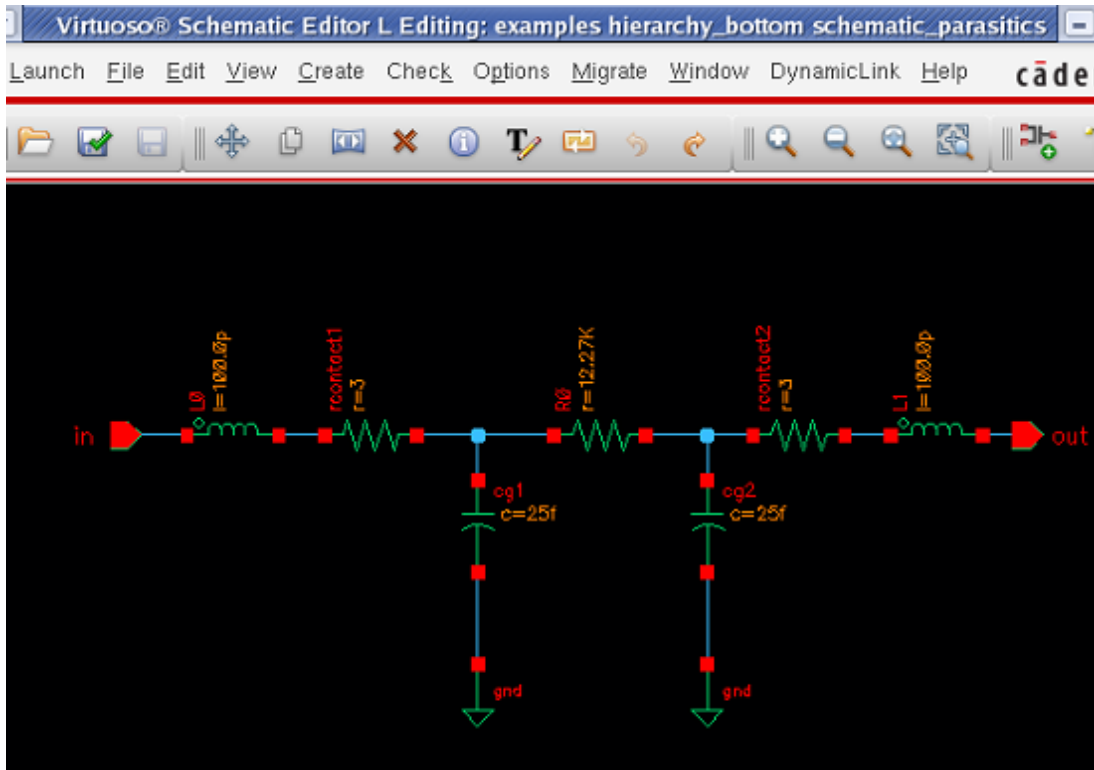 Virtuoso® Schematic Editor L Editing: examples hierarchy_bottom schematic_parasitics
Launch File Edit View Create Check Options Migrate Window DynamicLink Help cāde
L0
l=100.0p
rcontact1
r=3
R0
r=12.27K
rcontact2
r=3
L1
l=100.0p
in
out
cg1
c=25f
cg2
c=25f
gnd
gnd